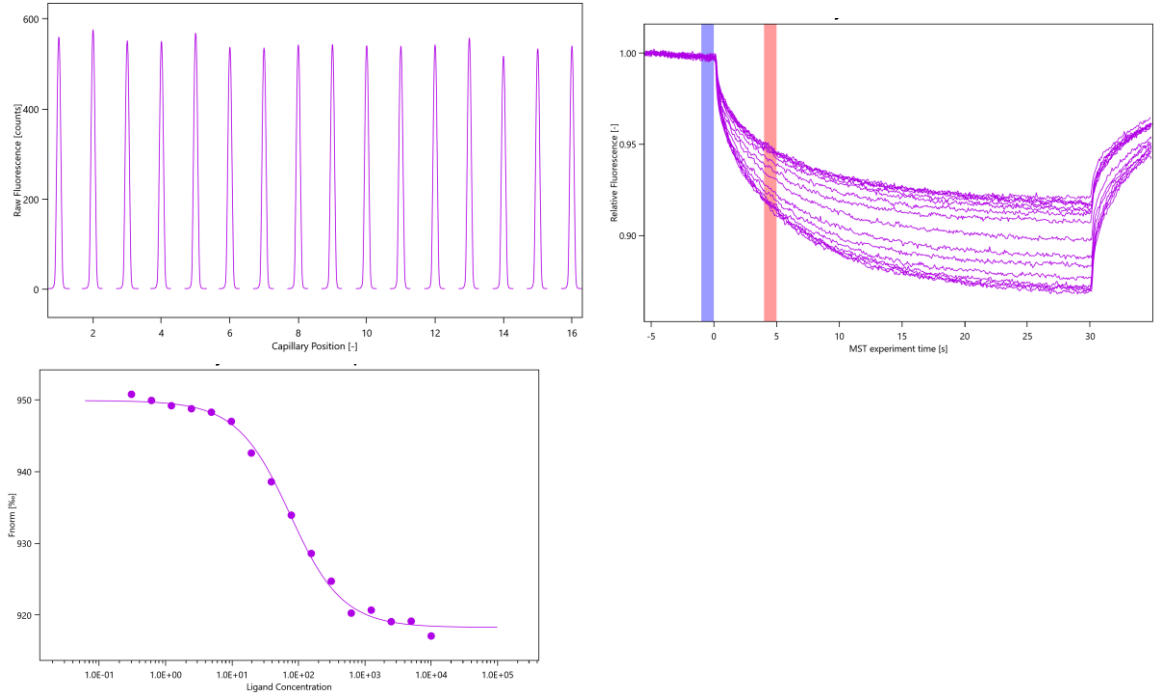 600
400
200
0
Raw Fluorescence [counts]
2 4 6 8 10 12 14 16
Capillary Position [-]
1.00
0.95
0.90
Relative Fluorescence [-]
-5 0 5 10 15 20 25 30
MST experiment time [s]
950
940
930
920
Fnorm [‰]
1.0E-01 1.0E+00 1.0E+01 1.0E+02 1.0E+03 1.0E+04 1.0E+05
Ligand Concentration